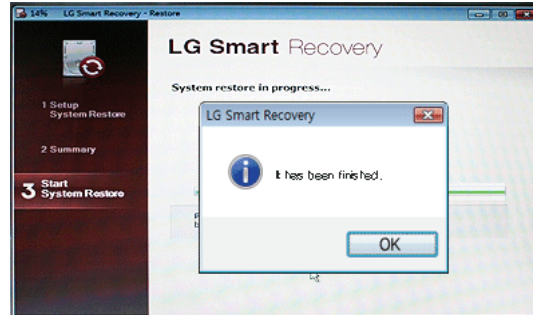 14% LG Smart Recovery - Restore
LG Smart Recovery
System restore in progress...
1 Setup
System Restore
2 Summary
3 Start
System Restore
LG Smart Recovery
It has been finished.
OK